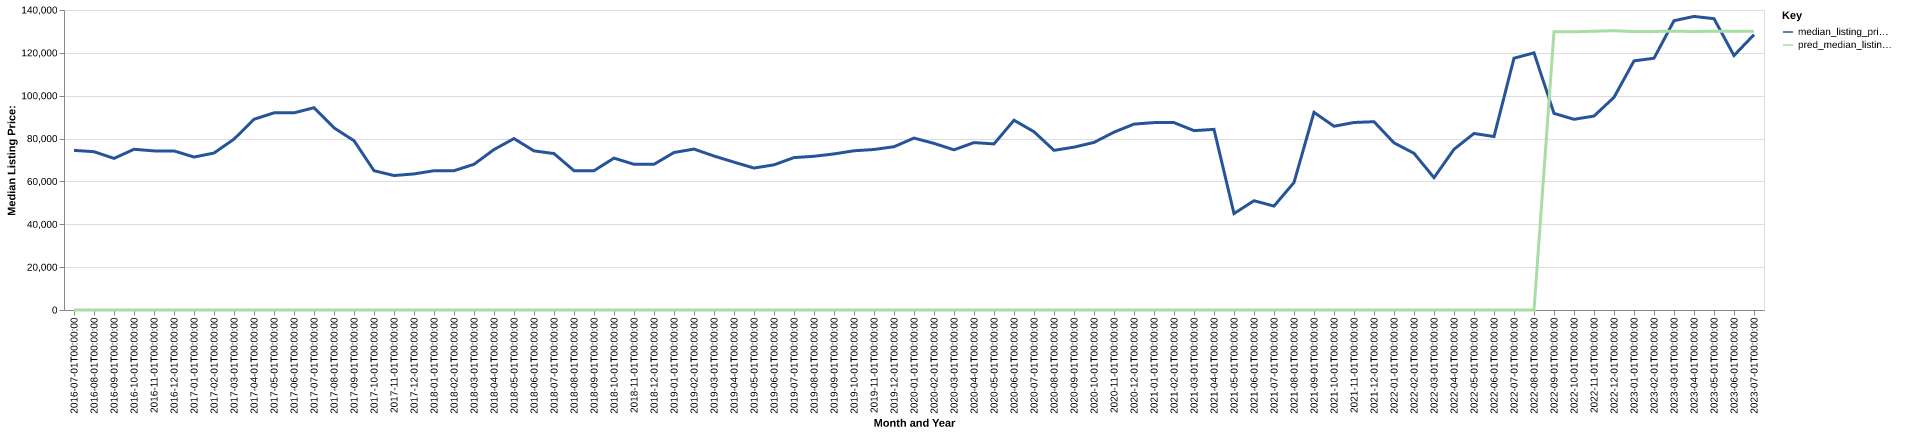 140,000
120,000
100,000
80,000
60,000
40,000
20,000
0
Median Listing Price:
2016-07-01T00:00:00
2016-08-01T00:00:00
2016-09-01T00:00:00
2016-10-01T00:00:00
2016-11-01T00:00:00
2016-12-01T00:00:00
2017-01-01T00:00:00
2017-02-01T00:00:00
2017-03-01T00:00:00
2017-04-01T00:00:00
2017-05-01T00:00:00
2017-06-01T00:00:00
2017-07-01T00:00:00
2017-08-01T00:00:00
2017-09-01T00:00:00
2017-10-01T00:00:00
2017-11-01T00:00:00
2017-12-01T00:00:00
2018-01-01T00:00:00
2018-02-01T00:00:00
2018-03-01T00:00:00
2018-04-01T00:00:00
2018-05-01T00:00:00
2018-06-01T00:00:00
2018-07-01T00:00:00
2018-08-01T00:00:00
2018-09-01T00:00:00
2018-10-01T00:00:00
2018-11-01T00:00:00
2018-12-01T00:00:00
2019-01-01T00:00:00
2019-02-01T00:00:00
2019-03-01T00:00:00
2019-04-01T00:00:00
2019-05-01T00:00:00
2019-06-01T00:00:00
2019-07-01T00:00:00
2019-08-01T00:00:00
2019-09-01T00:00:00
2019-10-01T00:00:00
2019-11-01T00:00:00
2019-12-01T00:00:00
2020-01-01T00:00:00
2020-02-01T00:00:00
2020-03-01T00:00:00
2020-04-01T00:00:00
2020-05-01T00:00:00
2020-06-01T00:00:00
2020-07-01T00:00:00
2020-08-01T00:00:00
2020-09-01T00:00:00
2020-10-01T00:00:00
2020-11-01T00:00:00
2020-12-01T00:00:00
2021-01-01T00:00:00
2021-02-01T00:00:00
2021-03-01T00:00:00
2021-04-01T00:00:00
2021-05-01T00:00:00
2021-06-01T00:00:00
2021-07-01T00:00:00
2021-08-01T00:00:00
2021-09-01T00:00:00
2021-10-01T00:00:00
2021-11-01T00:00:00
2021-12-01T00:00:00
2022-01-01T00:00:00
2022-02-01T00:00:00
2022-03-01T00:00:00
2022-04-01T00:00:00
2022-05-01T00:00:00
2022-06-01T00:00:00
2022-07-01T00:00:00
2022-08-01T00:00:00
2022-09-01T00:00:00
2022-10-01T00:00:00
2022-11-01T00:00:00
2022-12-01T00:00:00
2023-01-01T00:00:00
2023-02-01T00:00:00
2023-03-01T00:00:00
2023-04-01T00:00:00
2023-05-01T00:00:00
2023-06-01T00:00:00
2023-07-01T00:00:00
Month and Year
Key
median_listing_pri…
pred_median_listin…